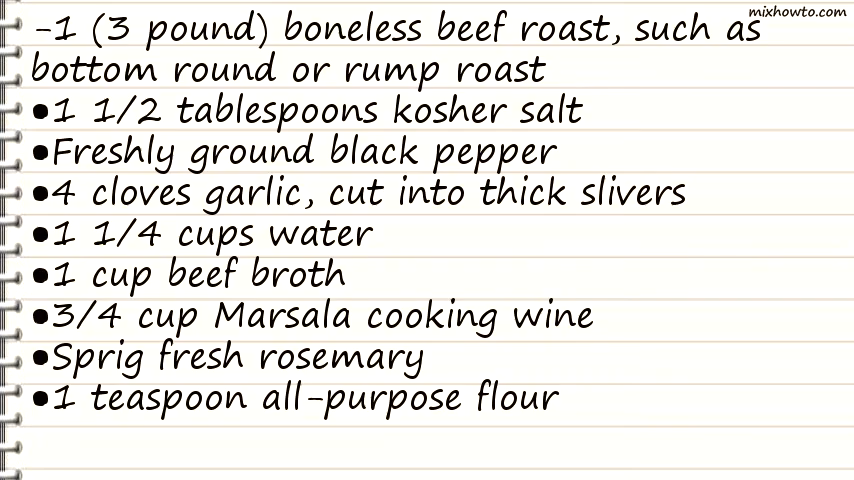 mixhowto.com
-1 (3 pound) boneless beef roast, such as
bottom round or rump roast
•1 1/2 tablespoons kosher salt
•Freshly ground black pepper
•4 cloves garlic, cut into thick slivers
•1 1/4 cups water
•1 cup beef broth
•3/4 cup Marsala cooking wine
•Sprig fresh rosemary
•1 teaspoon all-purpose flour